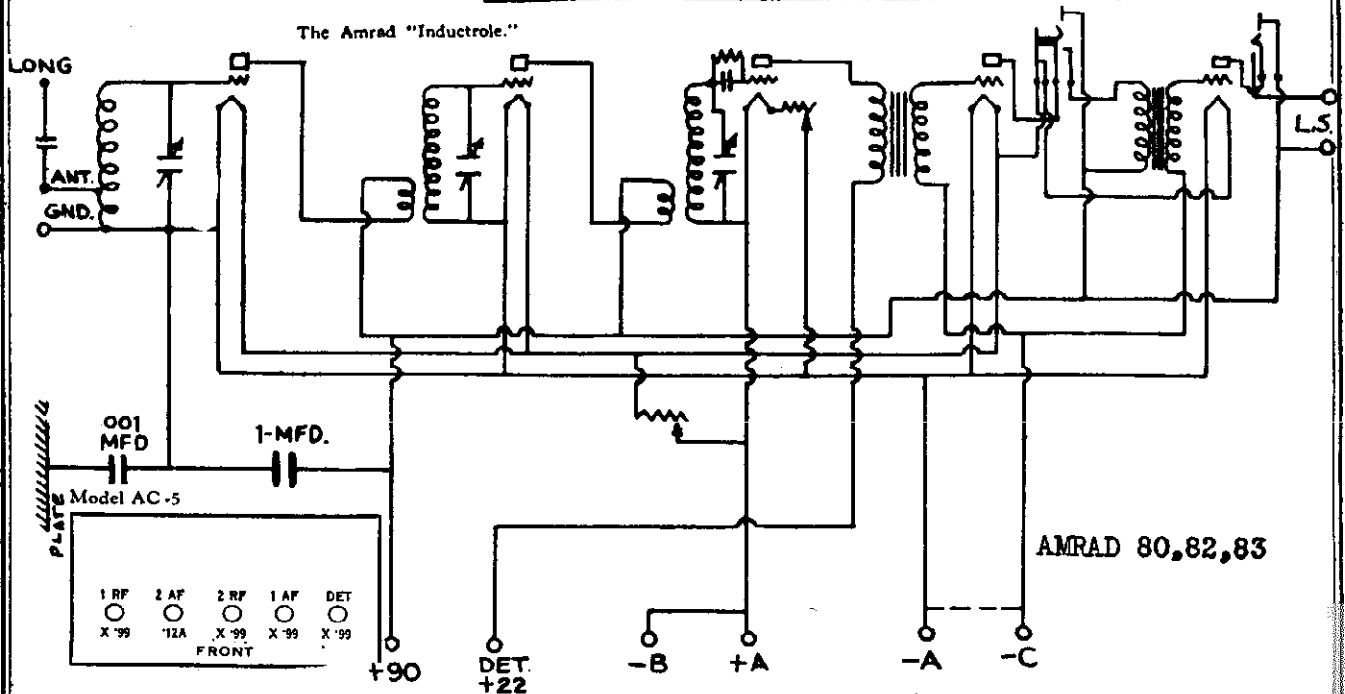 The Amrad "Inductrole."
LONG
ANT.
GND.
L.S.
001
MFD
1-MFD.
PLATE
Model AC-5
1 RF 2 AF 2 RF 1 AF DET
X '99 '12A X '99 X '99 X '99
FRONT
AMRAD 80,82,83
+90
DET.
+22
-B
+A
-A
-C